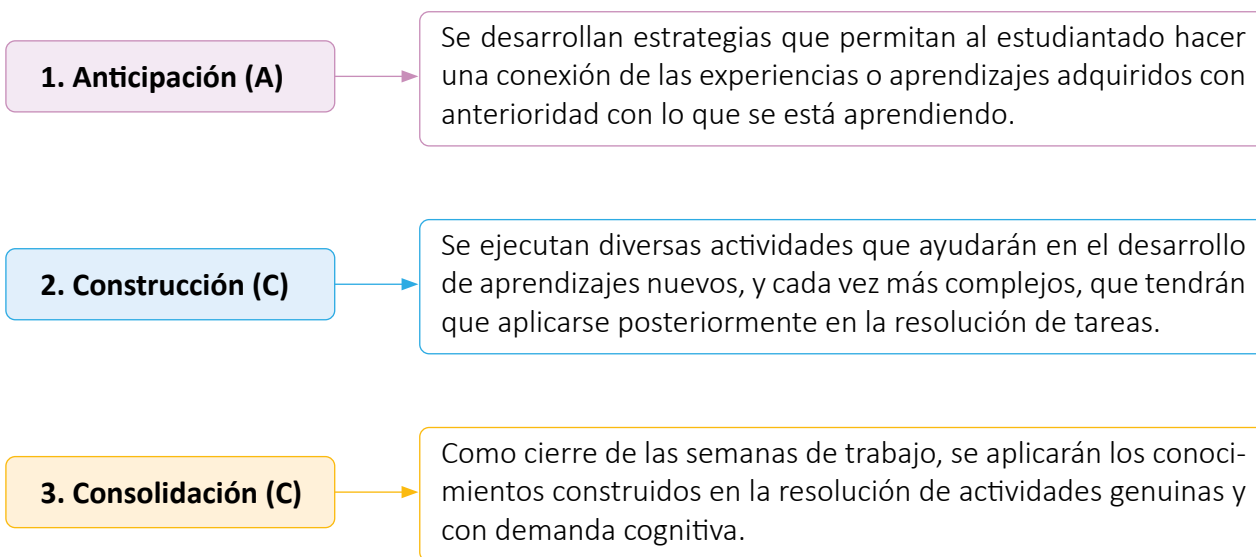 1. Anticipación (A)
Se desarrollan estrategias que permitan al estudiantado hacer
una conexión de las experiencias o aprendizajes adquiridos con
anterioridad con lo que se está aprendiendo.
2. Construcción (C)
Se ejecutan diversas actividades que ayudarán en el desarrollo
de aprendizajes nuevos, y cada vez más complejos, que tendrán
que aplicarse posteriormente en la resolución de tareas.
3. Consolidación (C)
Como cierre de las semanas de trabajo, se aplicarán los conoci-
mientos construidos en la resolución de actividades genuinas y
con demanda cognitiva.